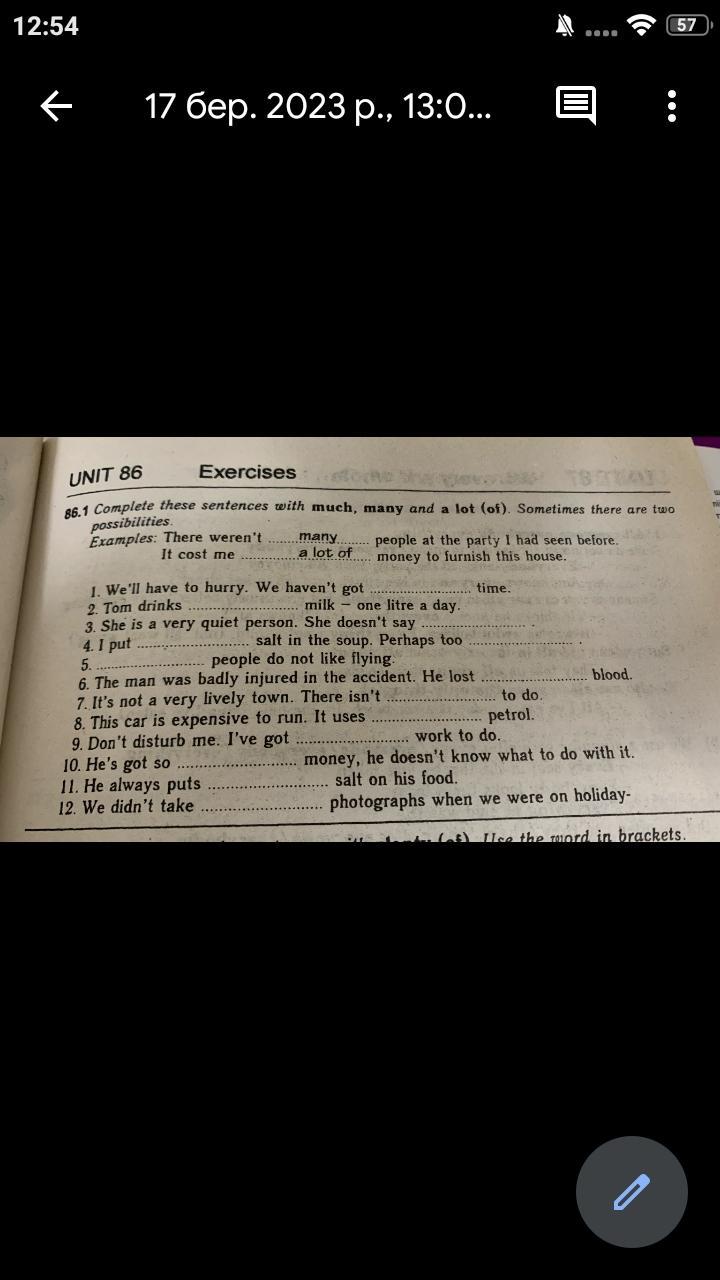 12:54
57
17 бер. 2023 р., 13:0...
UNIT 86 Exercises
86.1 Complete these sentences with much, many and a lot (of). Sometimes there are two
possibilities.
Examples: There weren't ........many........ people at the party I had seen before.
It cost me ..............a lot of..... money to furnish this house.
1. We'll have to hurry. We haven't got ......................... time.
2. Tom drinks ........................... milk – one litre a day.
3. She is a very quiet person. She doesn't say .......................... .
4. I put ............................ salt in the soup. Perhaps too .......................... .
5. ........................... people do not like flying.
6. The man was badly injured in the accident. He lost .......................... blood.
7. It's not a very lively town. There isn't ........................... to do.
8. This car is expensive to run. It uses ........................... petrol.
9. Don't disturb me. I've got ............................ work to do.
10. He's got so .............................. money, he doesn't know what to do with it.
11. He always puts .............................. salt on his food.
12. We didn't take .............................. photographs when we were on holiday-
(of). Use the word in brackets.